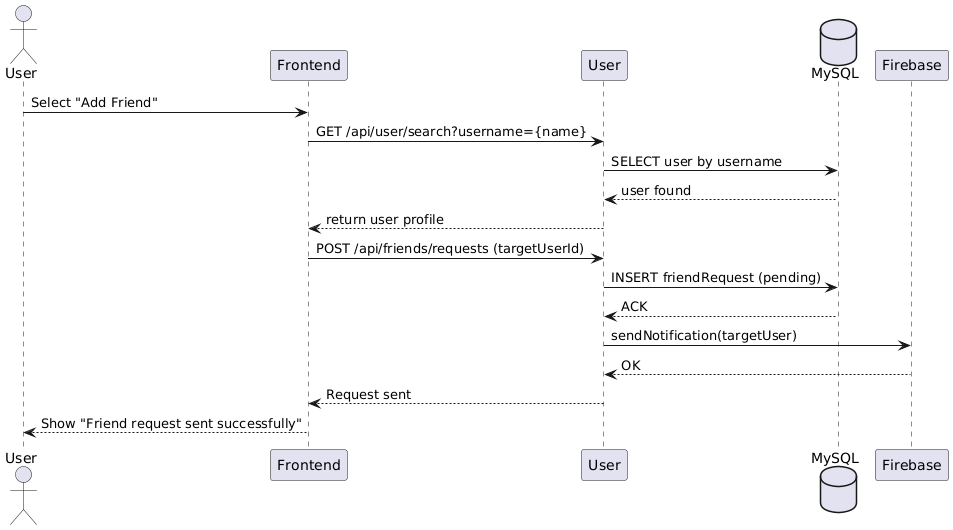 User
Frontend
User
MySQL
Firebase
Select "Add Friend"
GET /api/user/search?username={name}
SELECT user by username
user found
return user profile
POST /api/friends/requests (targetUserId)
INSERT friendRequest (pending)
ACK
sendNotification(targetUser)
OK
Request sent
Show "Friend request sent successfully"
User
Frontend
User
MySQL
Firebase